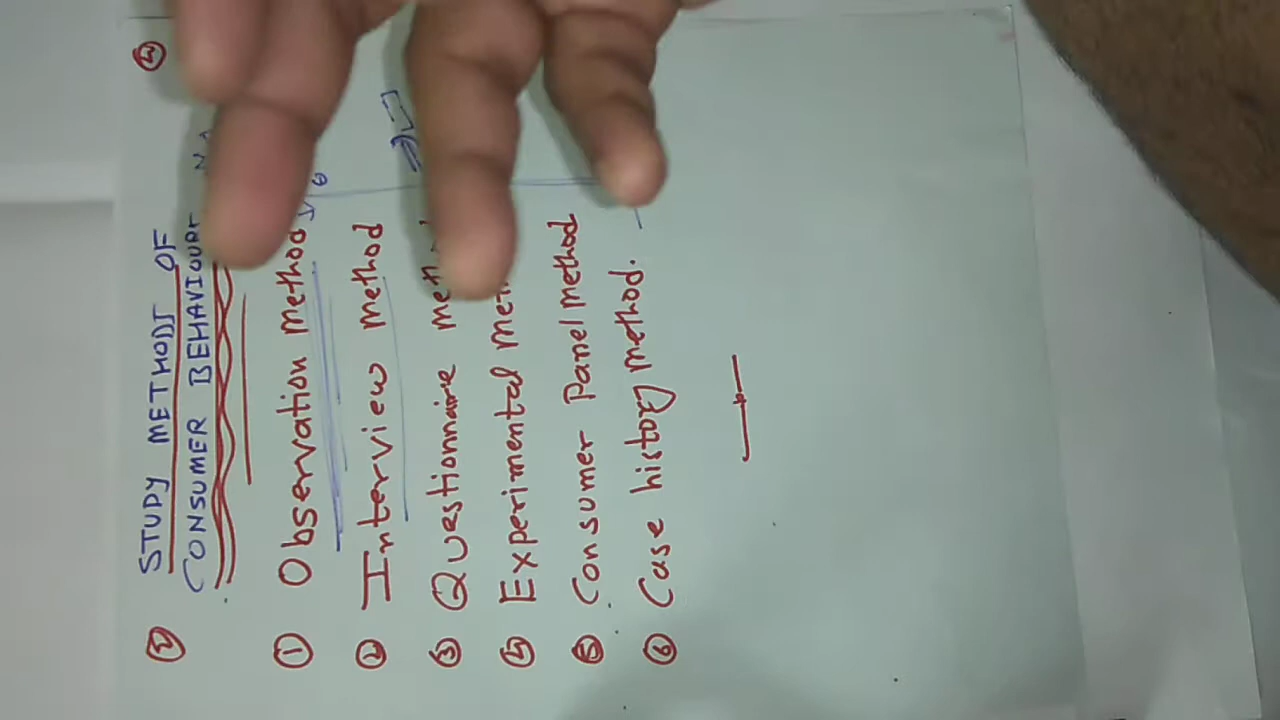 ② STUDY METHODS OF
CONSUMER BEHAVIOUR
① Observation Method
② Interview Method
③ Questionnaire
④ Experimental
⑤ Consumer Panel method
⑥ Case history method.